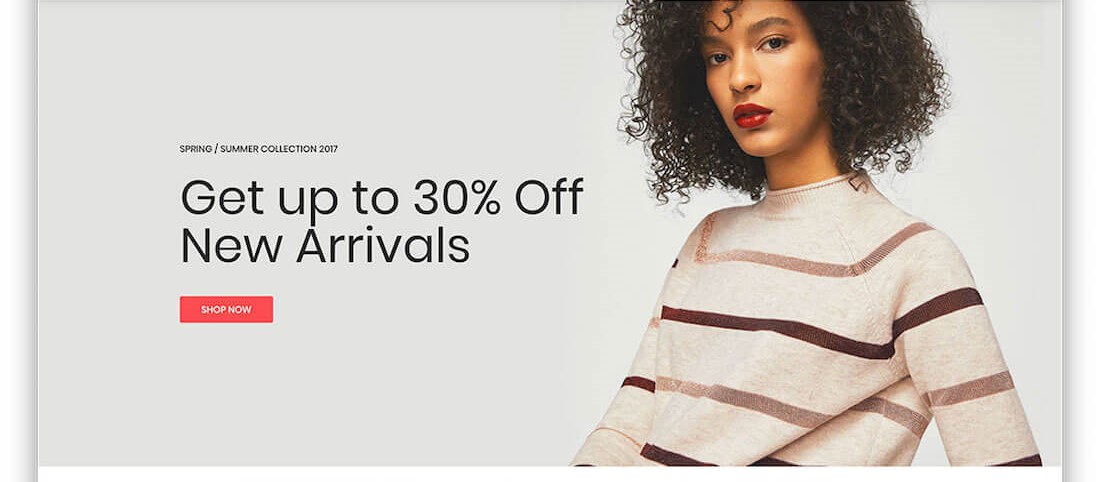 SPRING / SUMMER COLLECTION 2017
Get up to 30% Off
New Arrivals
SHOP NOW